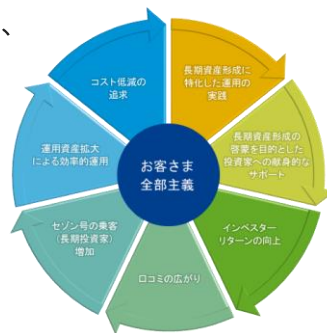 、
コスト低減の
追求
長期資産形成に
特化した運用の
実践
長期資産形成の
啓蒙を目的とした
投資家への献身的な
サポート
インベスター
リターンの向上
口コミの広がり
セゾン号の乗客
(長期投資家)
増加
運用資産拡大
による効率的運用
お客さま
全部主義